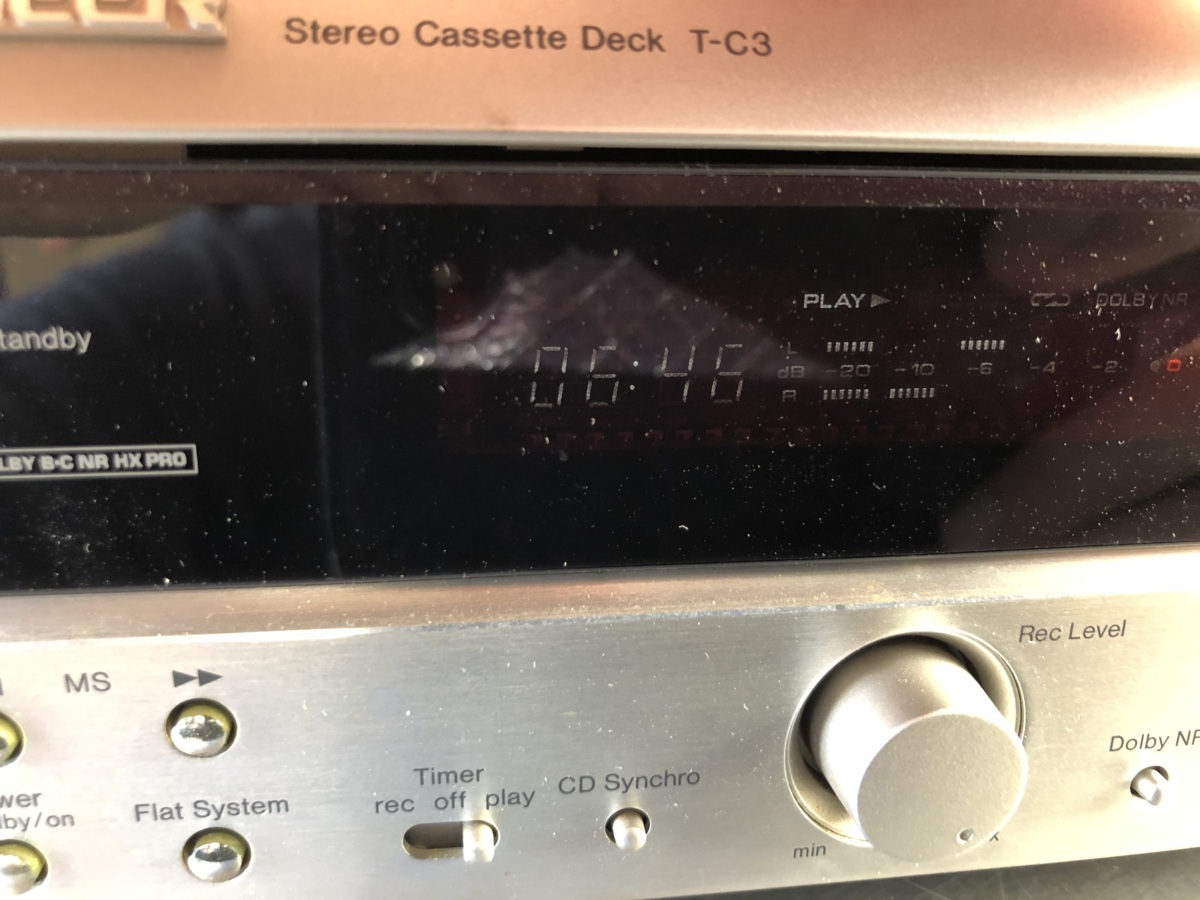 Stereo Cassette Deck T-C3
PLAY
DOLBY NR
tandby
06:46
L
dB -20 -10 -6 -4 -2 0
R
LBY B·C NR HX PRO
Rec Level
MS
Dolby NR
Timer
rec off play
CD Synchro
wer
dby/on
Flat System
min
x